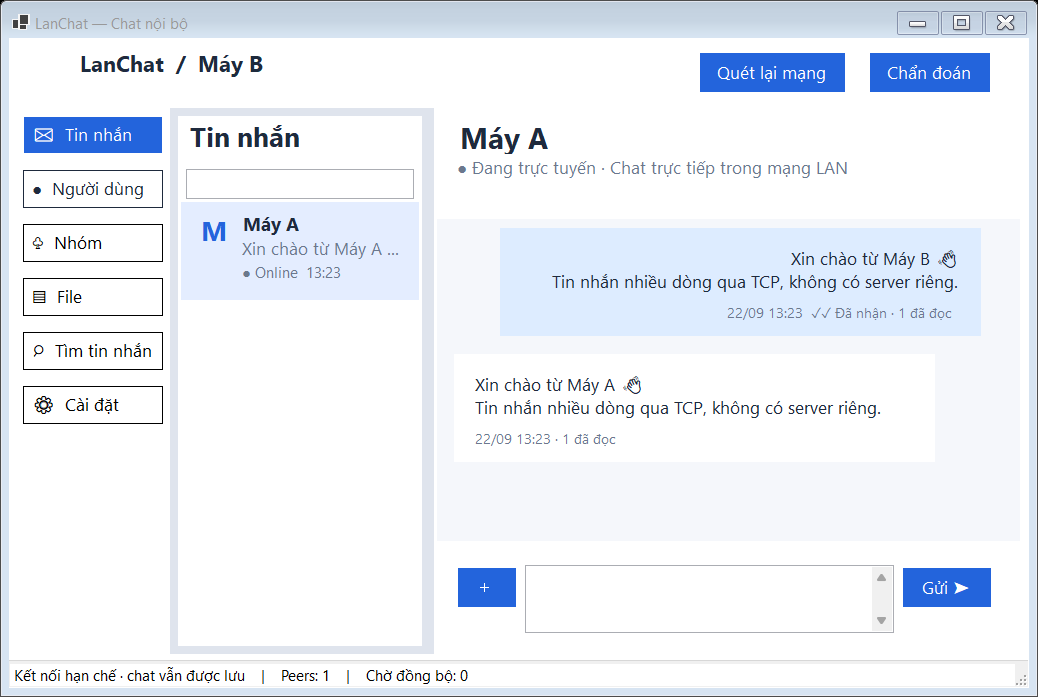 LanChat — Chat nội bộ
LanChat / Máy B
Quét lại mạng
Chẩn đoán
Tin nhắn
Người dùng
Nhóm
File
Tìm tin nhắn
Cài đặt
Tin nhắn
M
Máy A
Xin chào từ Máy A ...
● Online 13:23
Máy A
● Đang trực tuyến · Chat trực tiếp trong mạng LAN
Xin chào từ Máy B 👋
Tin nhắn nhiều dòng qua TCP, không có server riêng.
22/09 13:23 ✓✓ Đã nhận · 1 đã đọc
Xin chào từ Máy A 👋
Tin nhắn nhiều dòng qua TCP, không có server riêng.
22/09 13:23 · 1 đã đọc
+
Gửi ➤
Kết nối hạn chế · chat vẫn được lưu | Peers: 1 | Chờ đồng bộ: 0